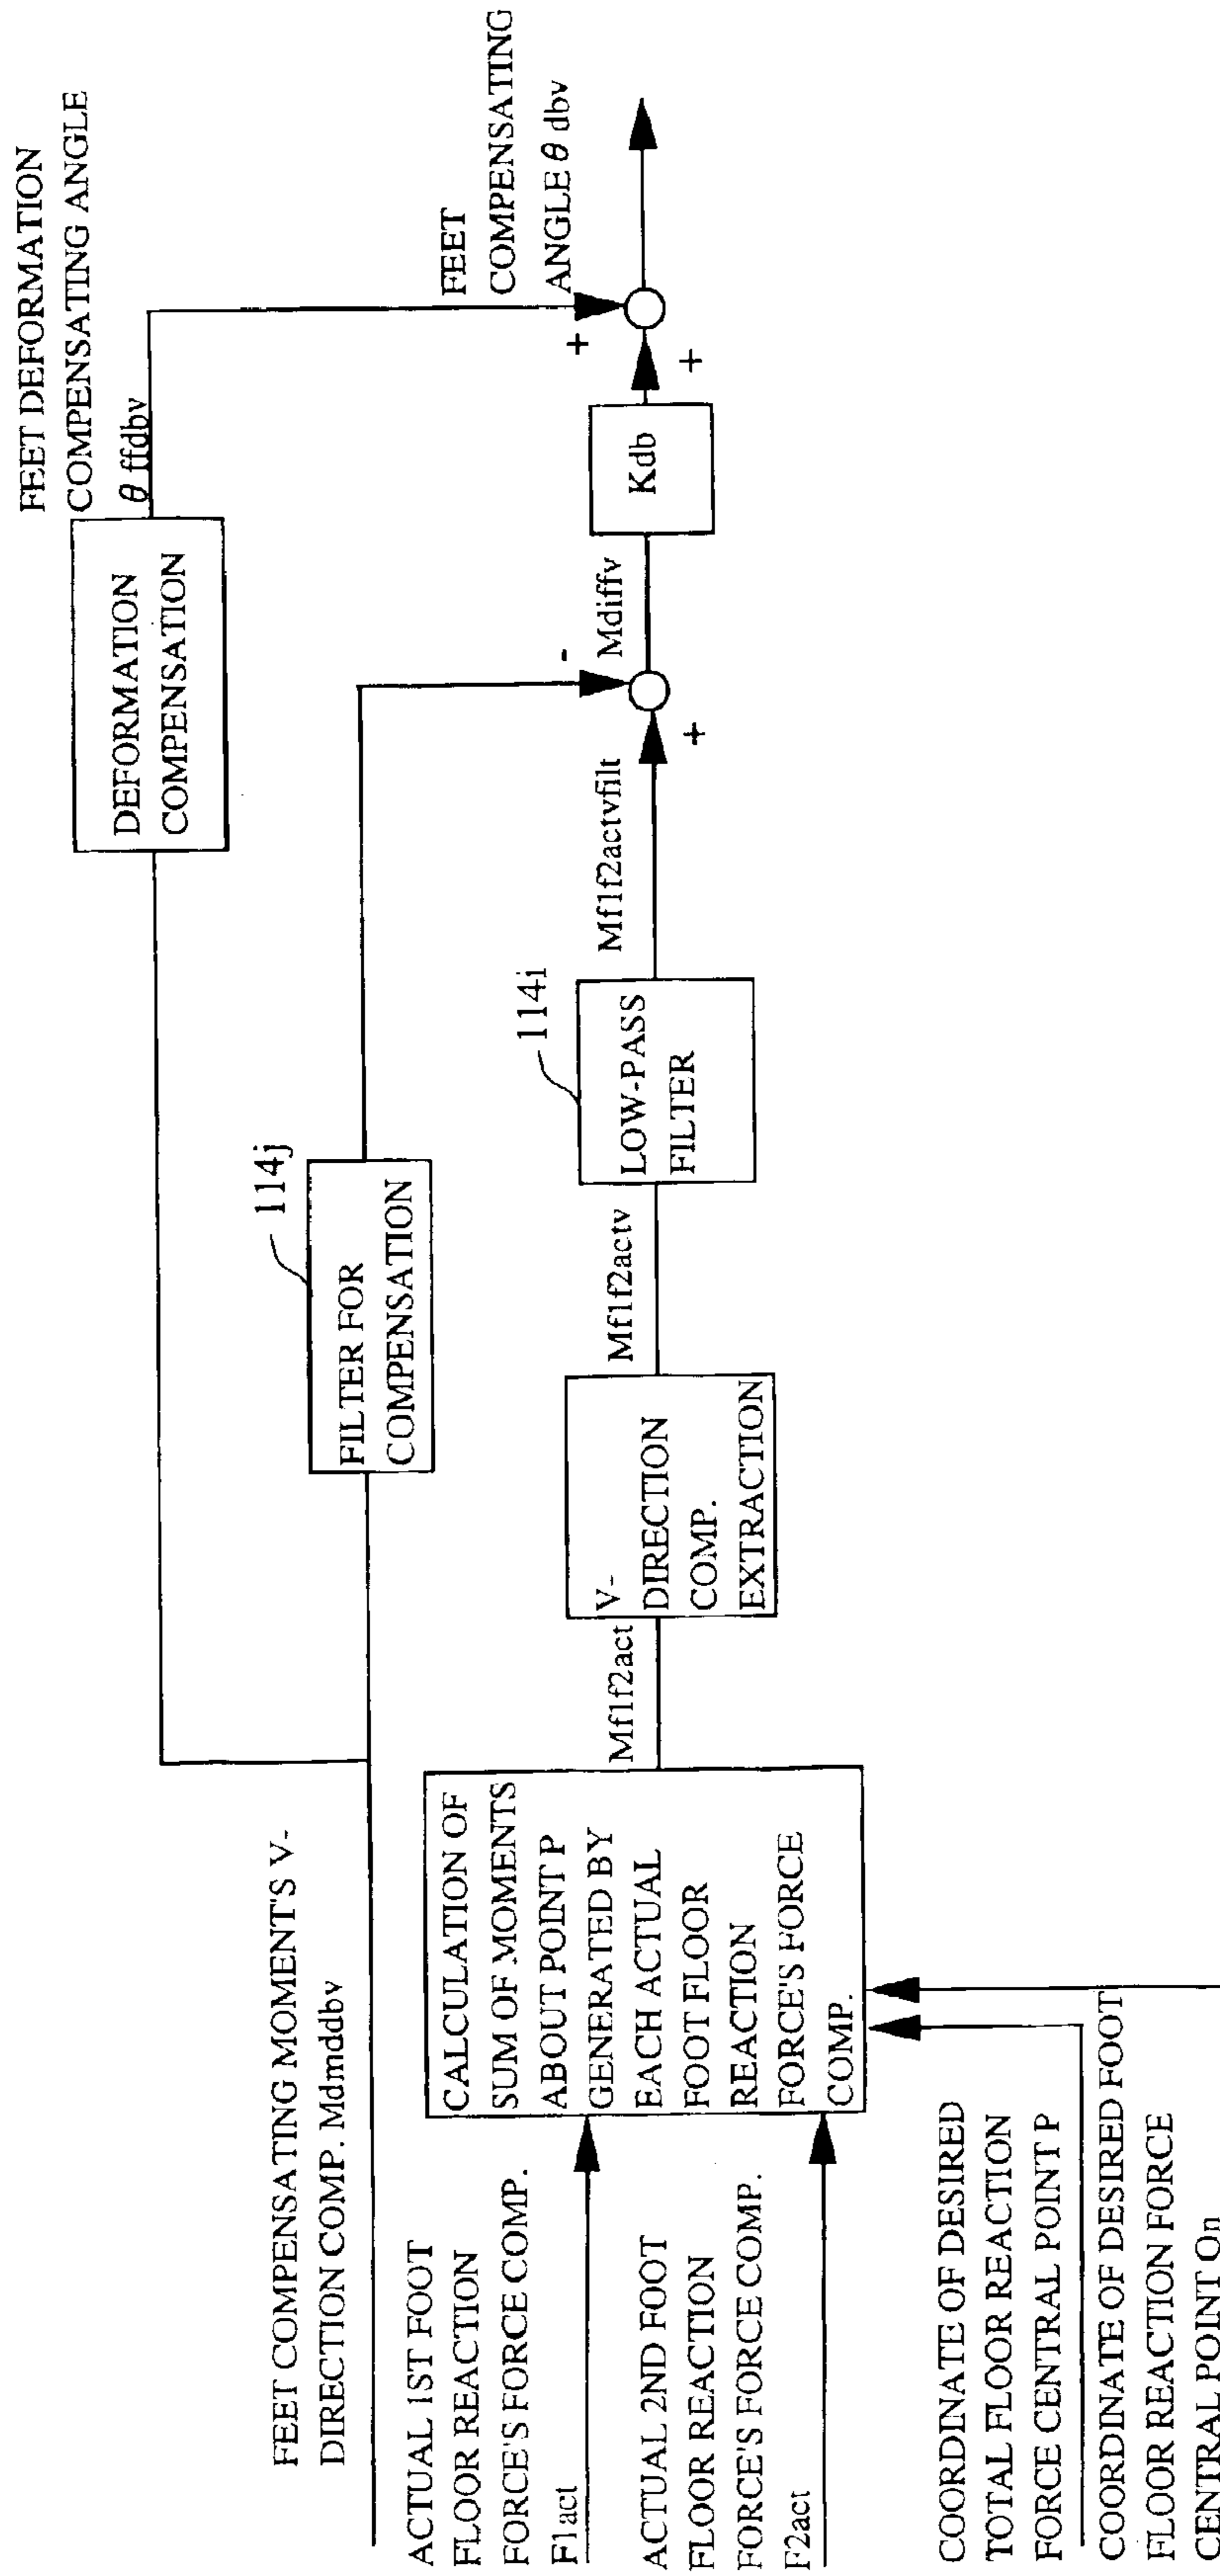 FEET DEFORMATION
COMPENSATING ANGLE
θ ffdbv
DEFORMATION
COMPENSATION
FEET
COMPENSATING
ANGLE θ dbv
+
+
Kdb
Mdiffv
-
+
FEET COMPENSATING MOMENT'S V-
DIRECTION COMP. Mdmddbv
114j
FILTER FOR
COMPENSATION
114i
LOW-PASS
FILTER
Mf1f2actvfilt
Mf1f2actv
V-
DIRECTION
COMP.
EXTRACTION
Mf1f2act
CALCULATION OF
SUM OF MOMENTS
ABOUT POINT P
GENERATED BY
EACH ACTUAL
FOOT FLOOR
REACTION
FORCE'S FORCE
COMP.
ACTUAL 1ST FOOT
FLOOR REACTION
FORCE'S FORCE COMP.
F1act
ACTUAL 2ND FOOT
FLOOR REACTION
FORCE'S FORCE COMP.
F2act
COORDINATE OF DESIRED
TOTAL FLOOR REACTION
FORCE CENTRAL POINT P
COORDINATE OF DESIRED FOOT
FLOOR REACTION FORCE
CENTRAL POINT Qn